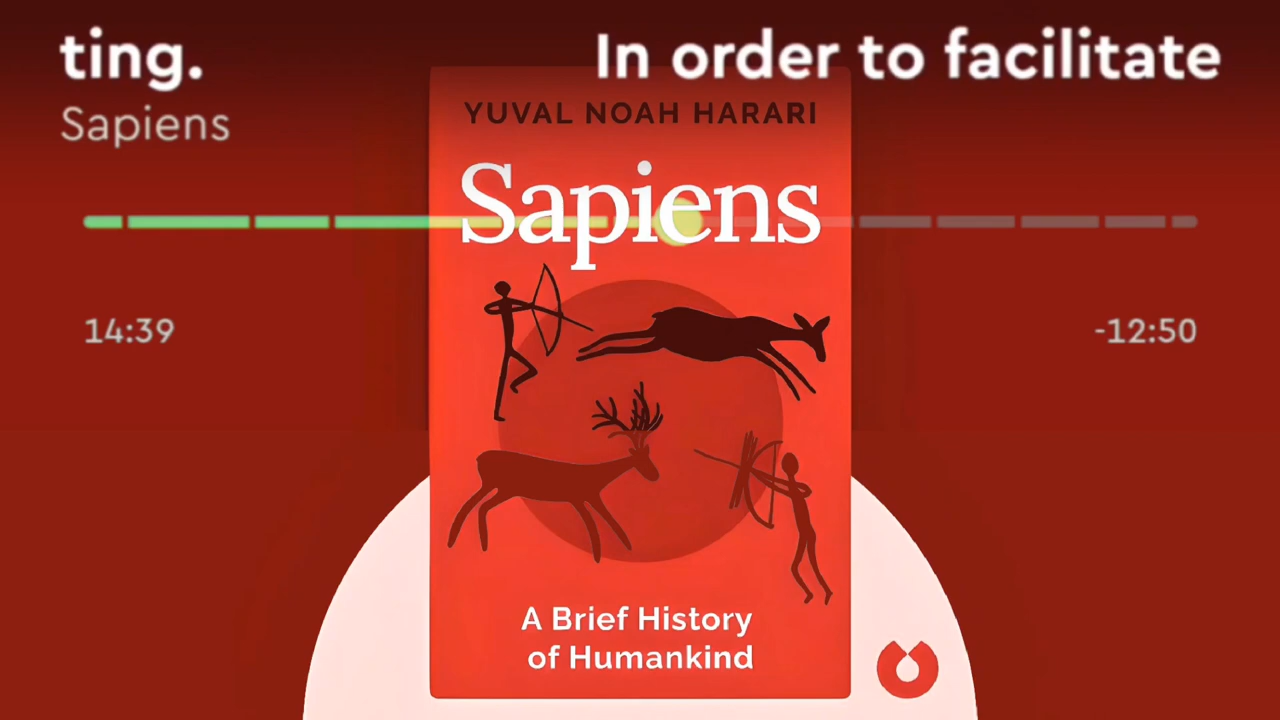 ting. In order to facilitate
Sapiens
YUVAL NOAH HARARI
Sapiens
14:39
-12:50
A Brief History
of Humankind